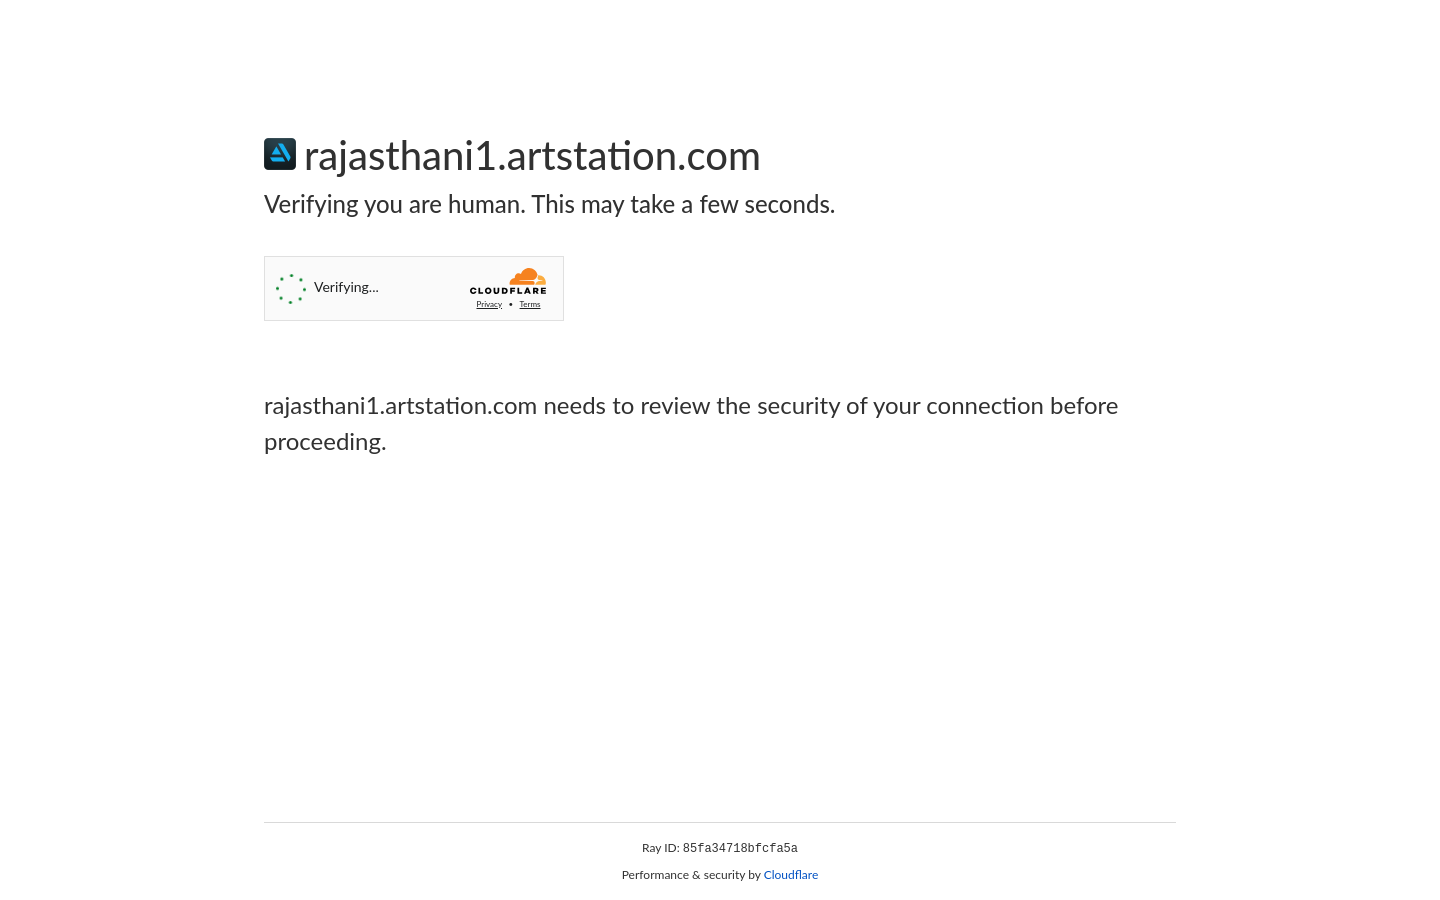 rajasthani1.artstation.com
Verifying you are human. This may take a few seconds.
Verifying...
CLOUDFLARE
Privacy • Terms
rajasthani1.artstation.com needs to review the security of your connection before
proceeding.
Ray ID: 85fa34718bfcfa5a
Performance & security by Cloudflare